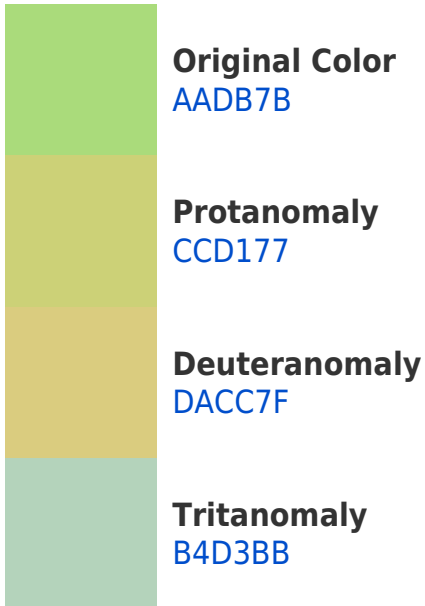 Original Color
AADB7B
Protanomaly
CCD177
Deuteranomaly
DACC7F
Tritanomaly
B4D3BB